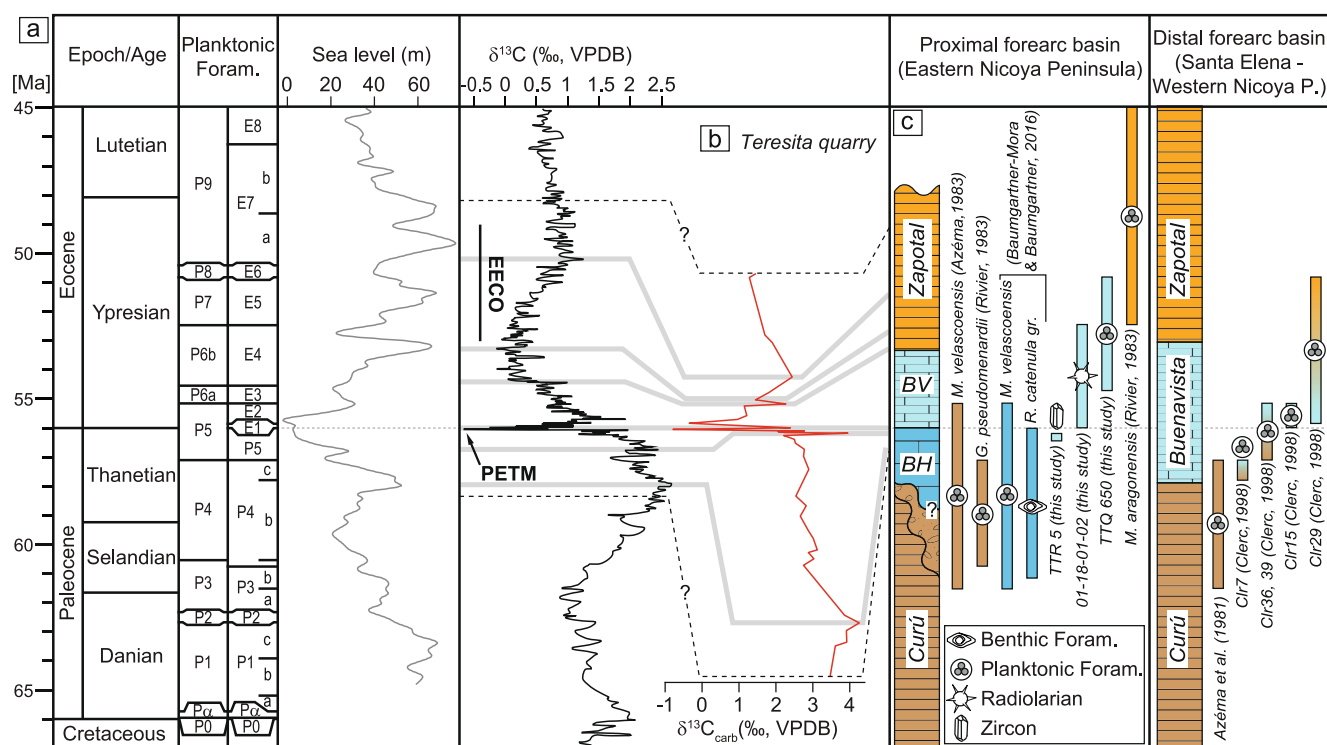 a
Epoch/Age
Planktonic
Foram.
Sea level (m)
δ13C (‰, VPDB)
Proximal forearc basin
(Eastern Nicoya Peninsula)
Distal forearc basin
(Santa Elena -
Western Nicoya P.)
[Ma]
0 20 40 60
-0.5 0 0.5 1 1.5 2 2.5
45
50
55
60
65
Eocene
Paleocene
Cretaceous
Lutetian
Ypresian
Thanetian
Selandian
Danian
P9
P8
P7
P6b
P6a
P5
P4
P3
P2
P1
Pα
P0
E8
b
E7
a
E6
E5
E4
E3
E2
E1
P5
c
P4
b
b
P3
a
P2
c
P1
b
a
Pα
P0
EECO
PETM
b
Teresita quarry
?
?
-1 0 1 2 3 4
δ13Ccarb(‰, VPDB)
c
Zapotal
BV
BH
?
Curú
M. velascoensis (Azéma,1983)
G. pseudomenardii (Rivier, 1983)
M. velascoensis
R. catenula gr.
(Baumgartner-Mora
& Baumgartner, 2016)
TTR 5 (this study)
01-18-01-02 (this study)
TTQ 650 (this study)
M. aragonensis (Rivier, 1983)
Benthic Foram.
Planktonic Foram.
Radiolarian
Zircon
Zapotal
Buenavista
Curú
Azéma et al. (1981)
Clr7 (Clerc,1998)
Clr36, 39 (Clerc, 1998)
Clr15 (Clerc, 1998)
Clr29 (Clerc, 1998)